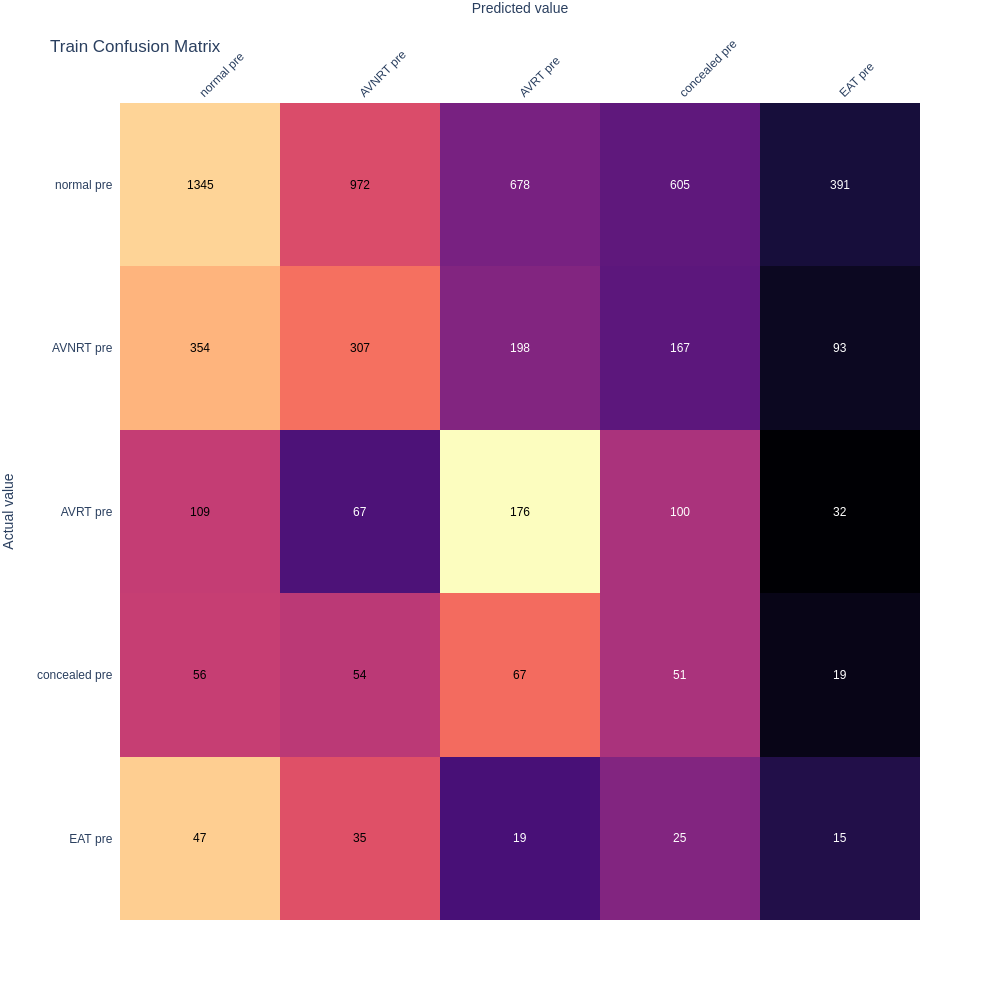 Predicted value
Train Confusion Matrix
normal pre
AVNRT pre
AVRT pre
concealed pre
EAT pre
normal pre 1345 972 678 605 391
AVNRT pre 354 307 198 167 93
AVRT pre 109 67 176 100 32
concealed pre 56 54 67 51 19
EAT pre 47 35 19 25 15
Actual value